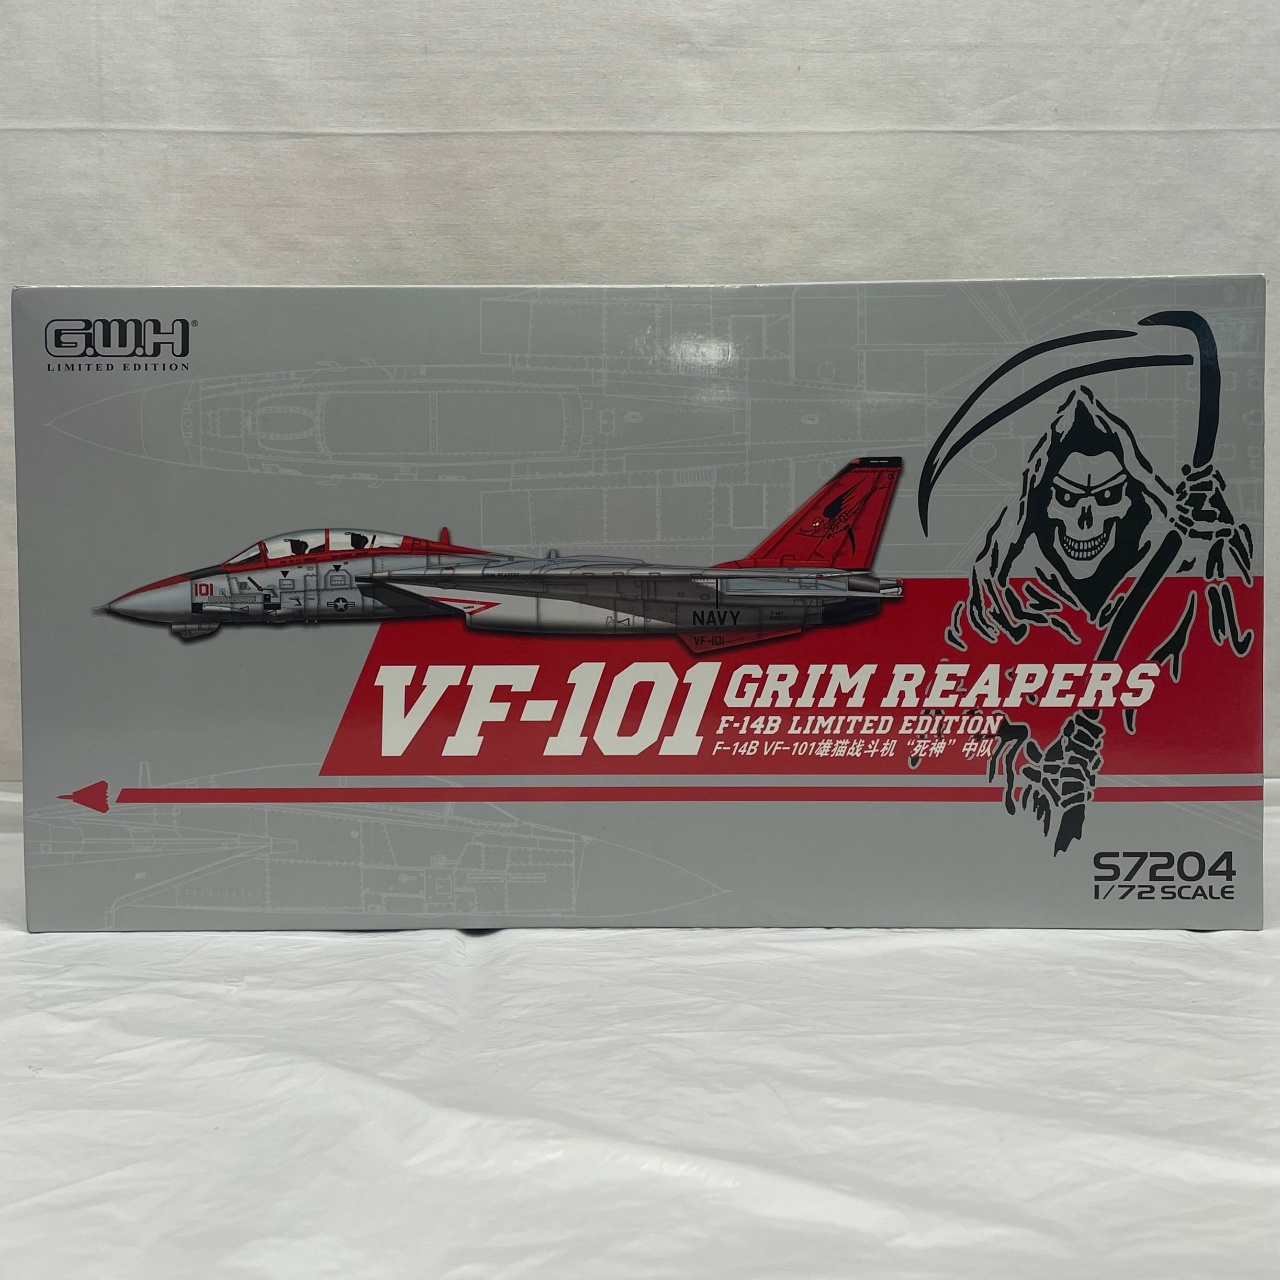 G.W.H®
LIMITED EDITION
101
NAVY
VF-101
VF-101
GRIM REAPERS
F-14B LIMITED EDITION
F-14B VF-101雄猫战斗机 “死神” 中队
S7204
1/72 SCALE